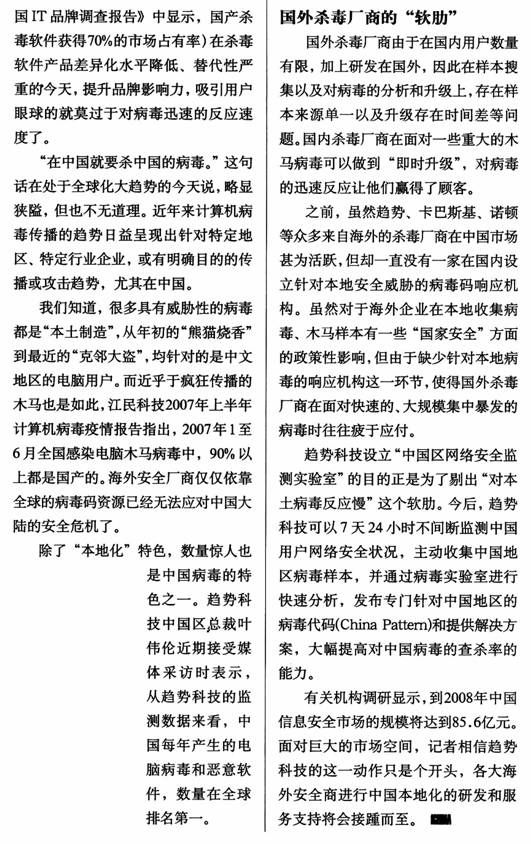 国 IT 品牌调查报告》中显示，国产杀
毒软件获得70%的市场占有率）在杀毒
软件产品差异化水平降低、替代性严
重的今天，提升品牌影响力，吸引用户
眼球的就莫过于对病毒迅速的反应速
度了。
“在中国就要杀中国的病毒。”这句
话在处于全球化大趋势的今天说，略显
狭隘，但也不无道理。近年来计算机病
毒传播的趋势日益呈现出针对特定地
区、特定行业企业，或有明确目的的传
播或攻击趋势，尤其在中国。
我们知道，很多具有威胁性的病毒
都是“本土制造”，从年初的“熊猫烧香”
到最近的“克邻大盗”，均针对的是中文
地区的电脑用户。而近乎于疯狂传播的
木马也是如此，江民科技2007年上半年
计算机病毒疫情报告指出，2007年1至
6月全国感染电脑木马病毒中，90%以
上都是国产的。海外安全厂商仅仅依靠
全球的病毒码资源已经无法应对中国大
陆的安全危机了。
除了“本地化”特色，数量惊人也
是中国病毒的特
色之一。趋势科
技中国区总裁叶
伟伦近期接受媒
体采访时表示，
从趋势科技的监
测数据来看，中
国每年产生的电
脑病毒和恶意软
件，数量在全球
排名第一。
国外杀毒厂商的“软肋”
国外杀毒厂商由于在国内用户数量
有限，加上研发在国外，因此在样本搜
集以及对病毒的分析和升级上，存在样
本来源单一以及升级存在时间差等问
题。国内杀毒厂商在面对一些重大的木
马病毒可以做到“即时升级”，对病毒
的迅速反应让他们赢得了顾客。
之前，虽然趋势、卡巴斯基、诺顿
等众多来自海外的杀毒厂商在中国市场
甚为活跃，但却一直没有一家在国内设
立针对本地安全威胁的病毒码响应机
构。虽然对于海外企业在本地收集病
毒、木马样本有一些“国家安全”方面
的政策性影响，但由于缺少针对本地病
毒的响应机构这一环节，使得国外杀毒
厂商在面对快速的、大规模集中暴发的
病毒时往往疲于应付。
趋势科技设立“中国区网络安全监
测实验室”的目的正是为了剔出“对本
土病毒反应慢”这个软肋。今后，趋势
科技可以7天24小时不间断监测中国
用户网络安全状况，主动收集中国地
区病毒样本，并通过病毒实验室进行
快速分析，发布专门针对中国地区的
病毒代码(China Pattern)和提供解决方
案，大幅提高对中国病毒的查杀率的
能力。
有关机构调研显示，到2008年中国
信息安全市场的规模将达到85.6亿元。
面对巨大的市场空间，记者相信趋势
科技的这一动作只是个开头，各大海
外安全商进行中国本地化的研发和服
务支持将会接踵而至。